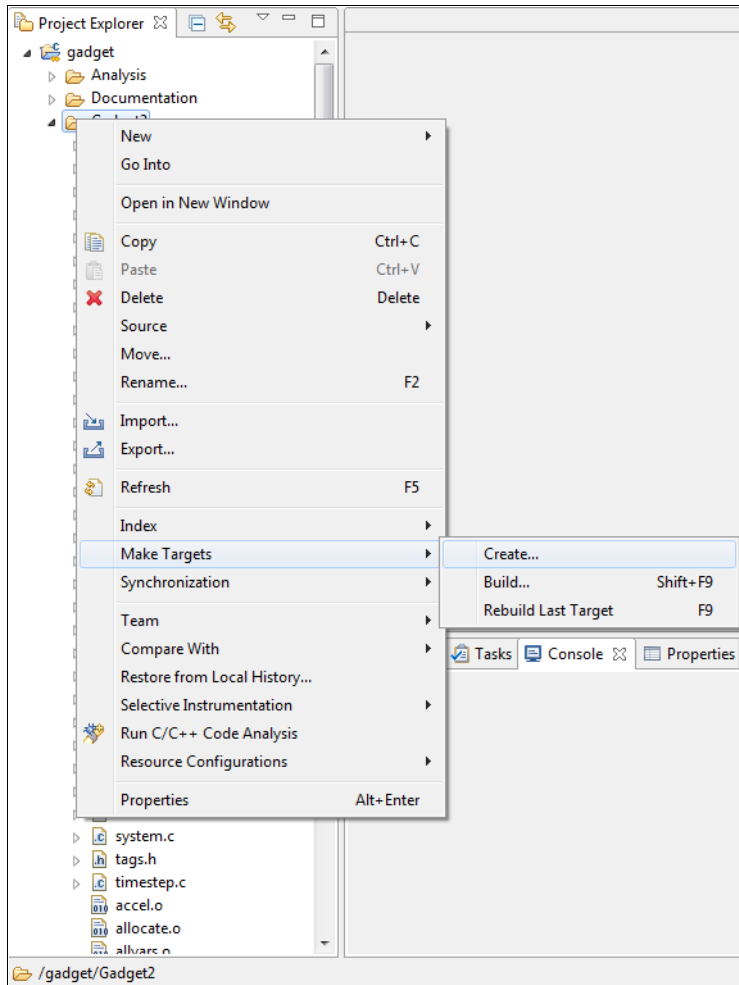 Project Explorer
gadget
Analysis
Documentation
Gadget2
New
Go Into
Open in New Window
Copy Ctrl+C
Paste Ctrl+V
Delete Delete
Source
Move...
Rename... F2
Import...
Export...
Refresh F5
Index
Make Targets
Create...
Synchronization
Build... Shift+F9
Rebuild Last Target F9
Team
Compare With
Restore from Local History...
Selective Instrumentation
Run C/C++ Code Analysis
Resource Configurations
Properties Alt+Enter
Tasks Console Properties
system.c
tags.h
timestep.c
accel.o
allocate.o
allvars.o
/gadget/Gadget2